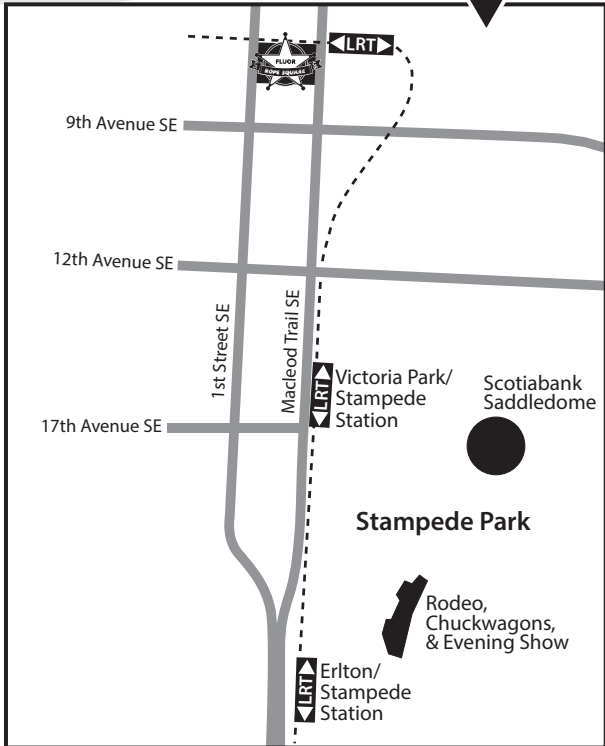 LRT
FLUOR
ROPE SQUARE
9th Avenue SE
12th Avenue SE
1st Street SE
Macleod Trail SE
LRT
Victoria Park/
Stampede
Station
Scotiabank
Saddledome
17th Avenue SE
Stampede Park
Rodeo,
Chuckwagons,
& Evening Show
LRT
Erlton/
Stampede
Station